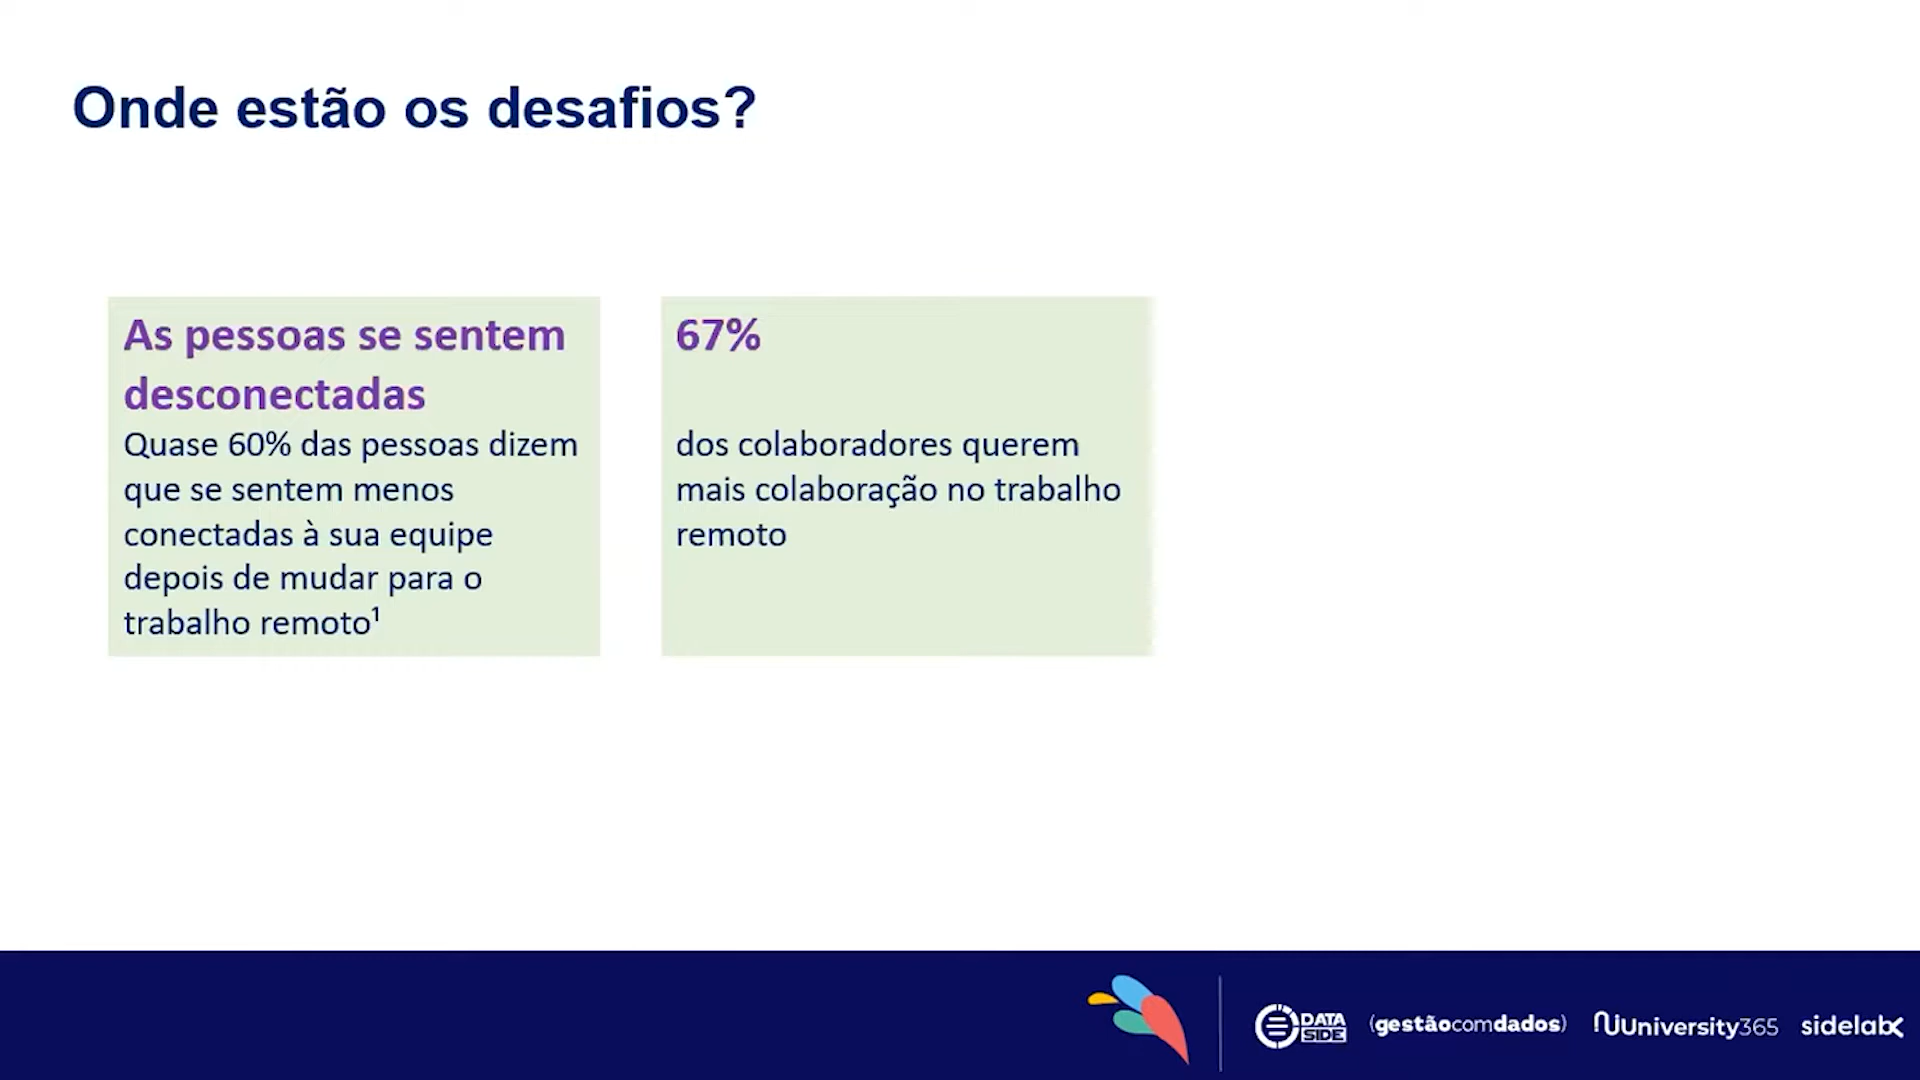 Onde estão os desafios?
As pessoas se sentem
desconectadas
Quase 60% das pessoas dizem
que se sentem menos
conectadas à sua equipe
depois de mudar para o
trabalho remoto¹
67%
dos colaboradores querem
mais colaboração no trabalho
remoto
DATA
SIDE
(gestãocomdados)
University365
sidelabx